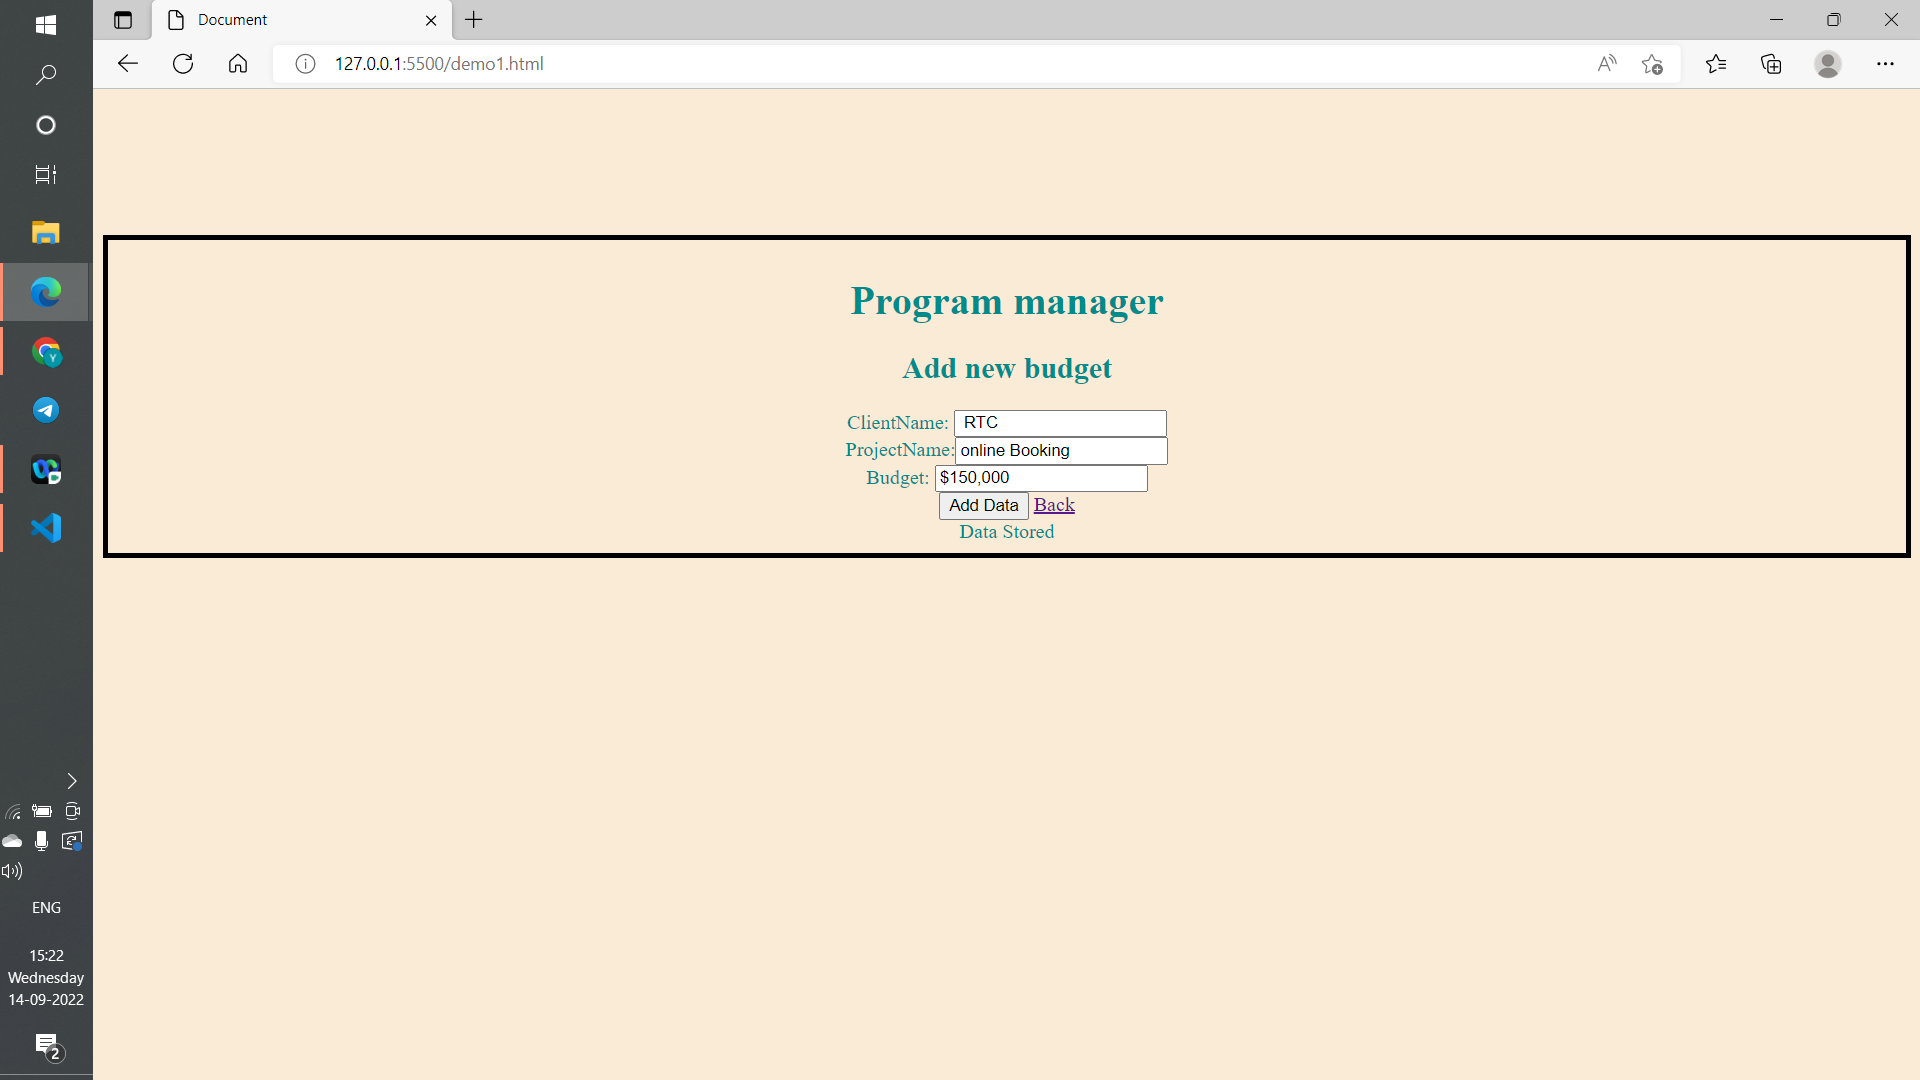 Document
127.0.0.1:5500/demo1.html
Program manager
Add new budget
ClientName: RTC
ProjectName: online Booking
Budget: $150,000
Add Data Back
Data Stored
Y
ENG
15:22
Wednesday
14-09-2022
2